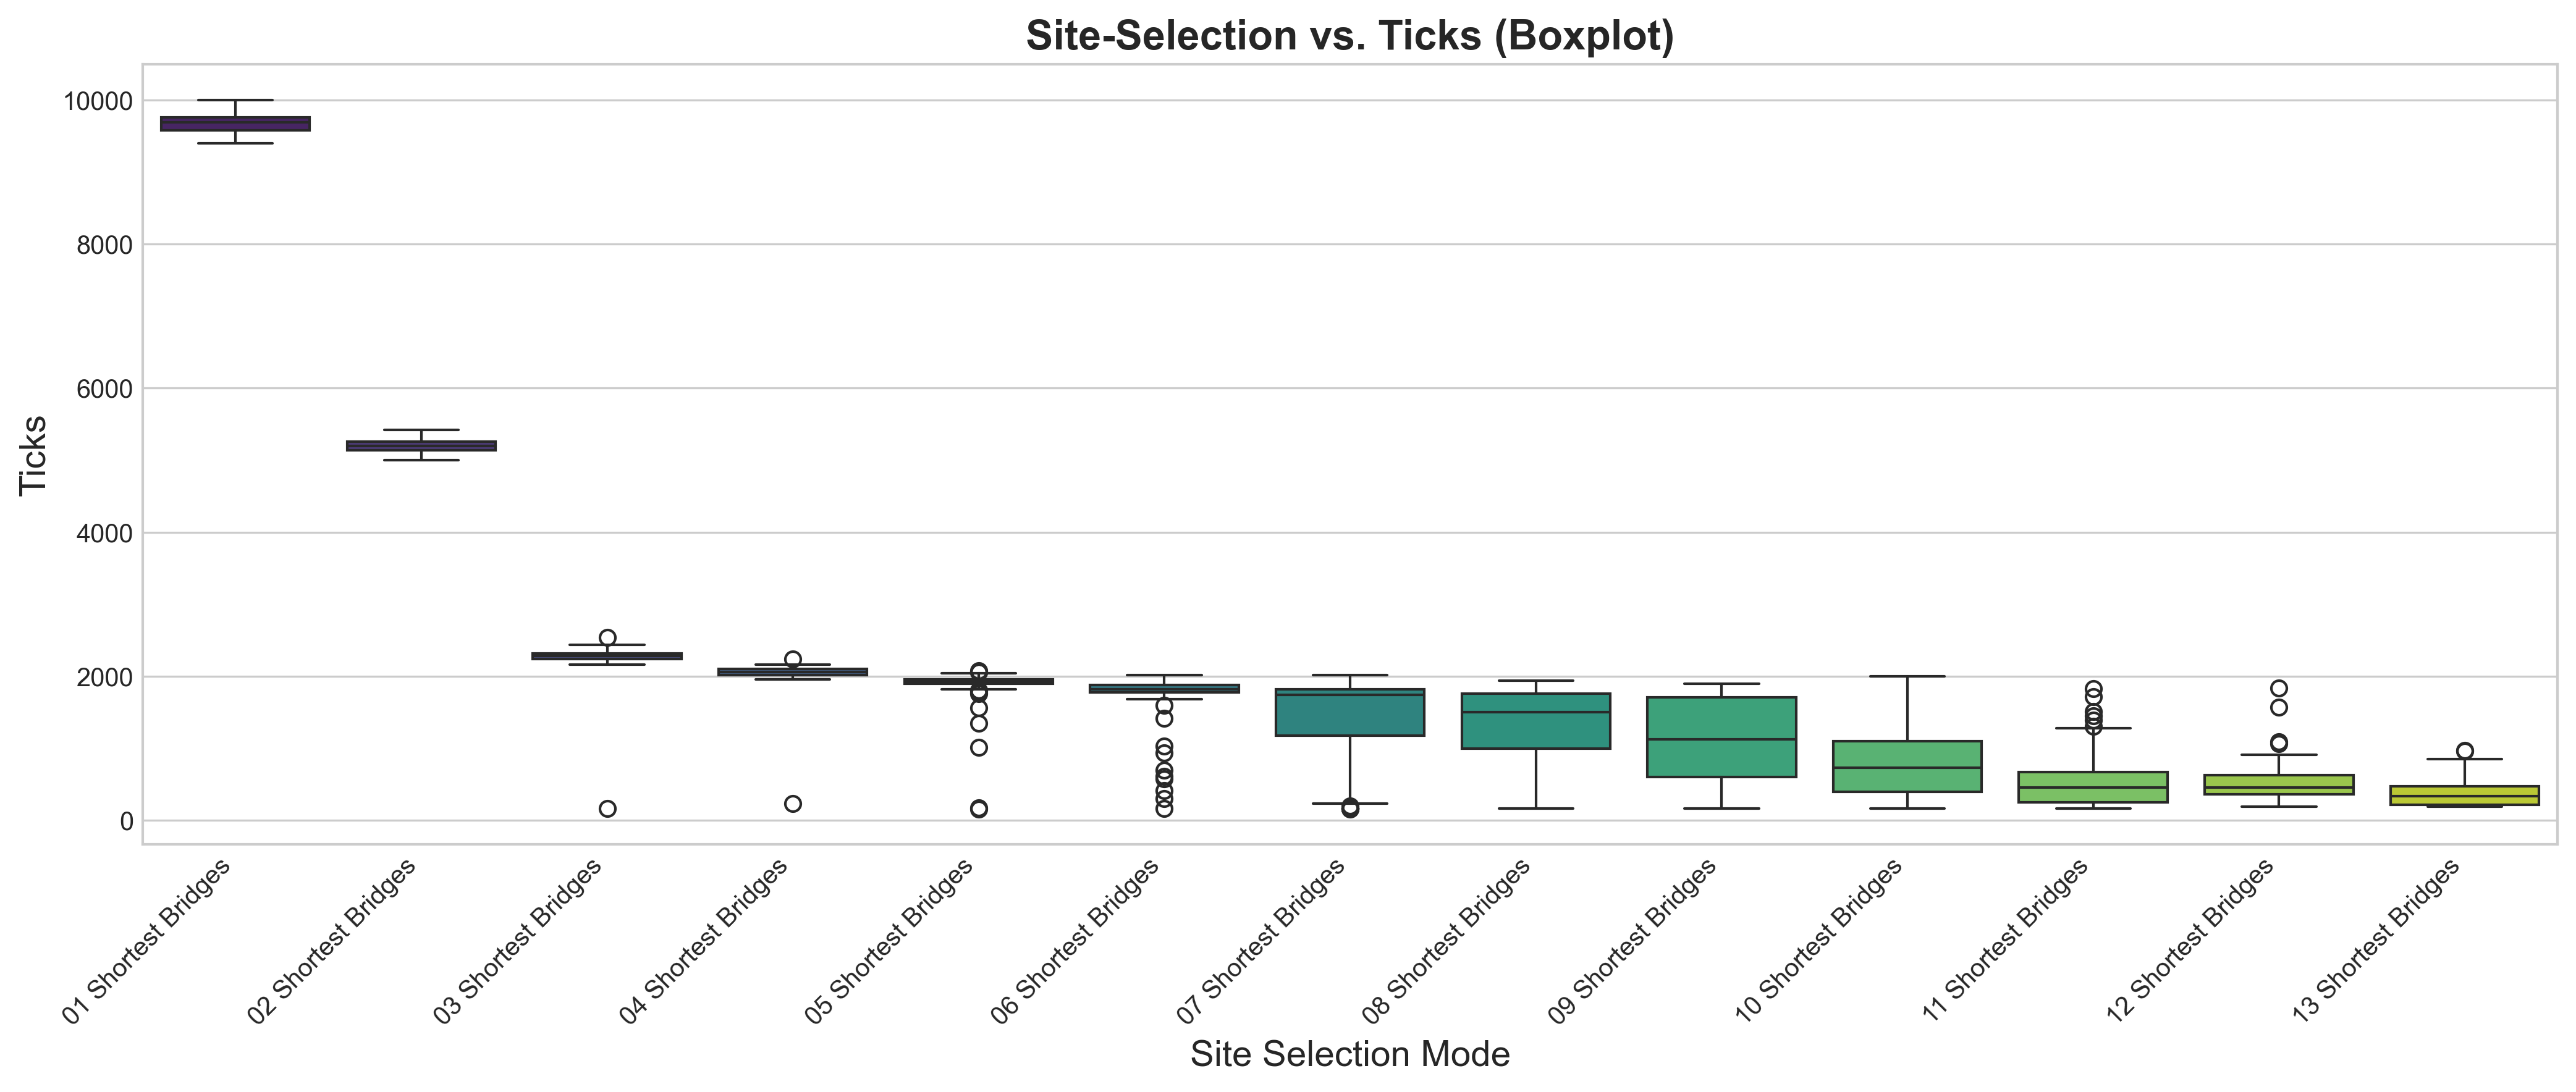 Site-Selection vs. Ticks (Boxplot)
Ticks
10000
8000
6000
4000
2000
0
01 Shortest Bridges
02 Shortest Bridges
03 Shortest Bridges
04 Shortest Bridges
05 Shortest Bridges
06 Shortest Bridges
07 Shortest Bridges
08 Shortest Bridges
09 Shortest Bridges
10 Shortest Bridges
11 Shortest Bridges
12 Shortest Bridges
13 Shortest Bridges
Site Selection Mode